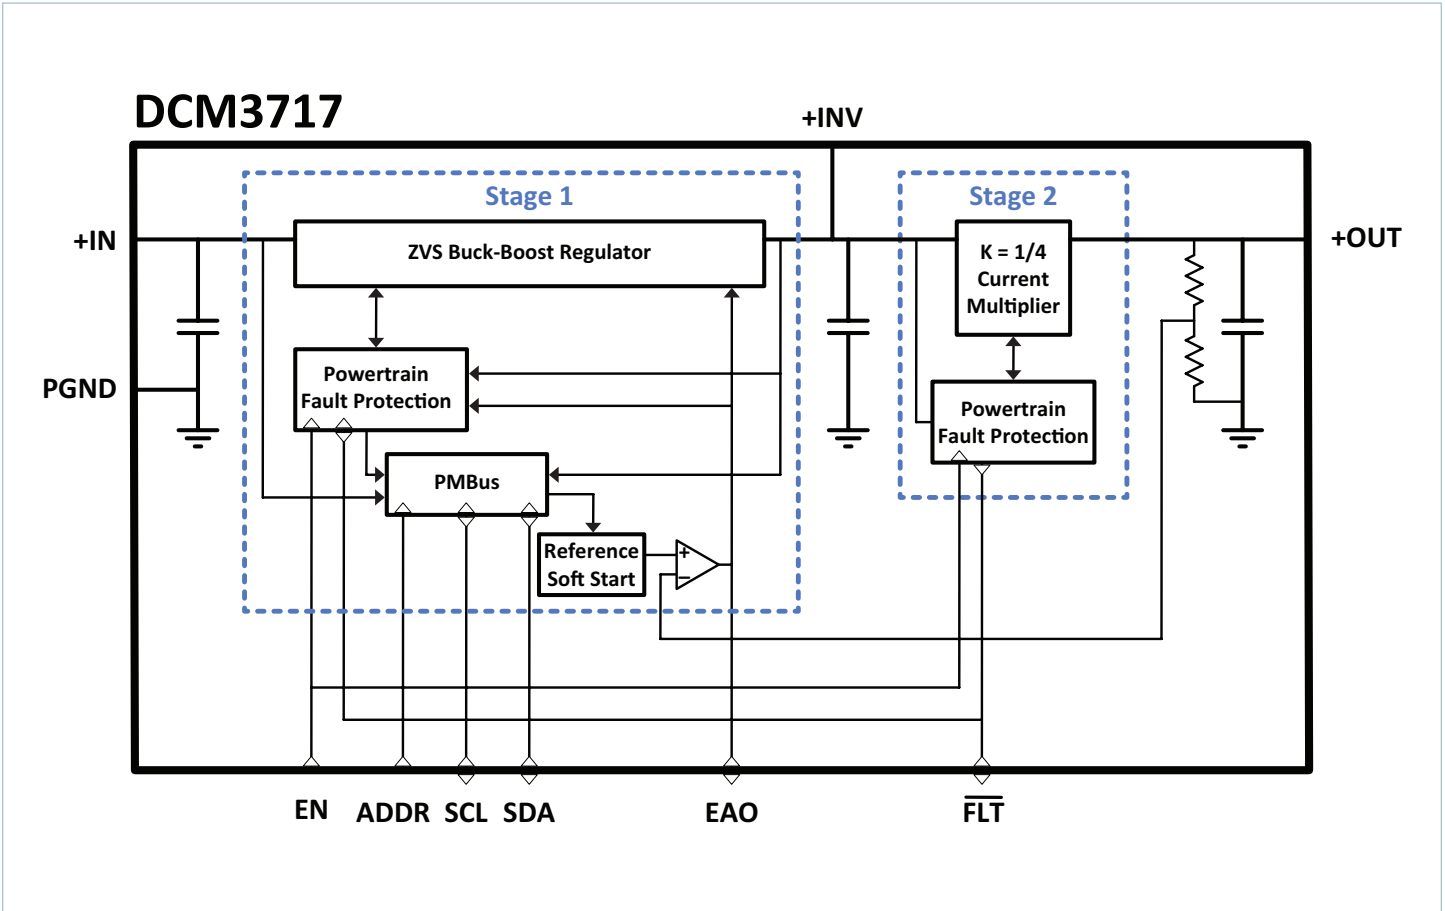 DCM3717
+INV
Stage 1
Stage 2
+IN
ZVS Buck-Boost Regulator
K = 1/4
Current
Multiplier
+OUT
PGND
Powertrain
Fault Protection
Powertrain
Fault Protection
PMBus
Reference
Soft Start
+
−
EN
ADDR
SCL
SDA
EAO
FLT